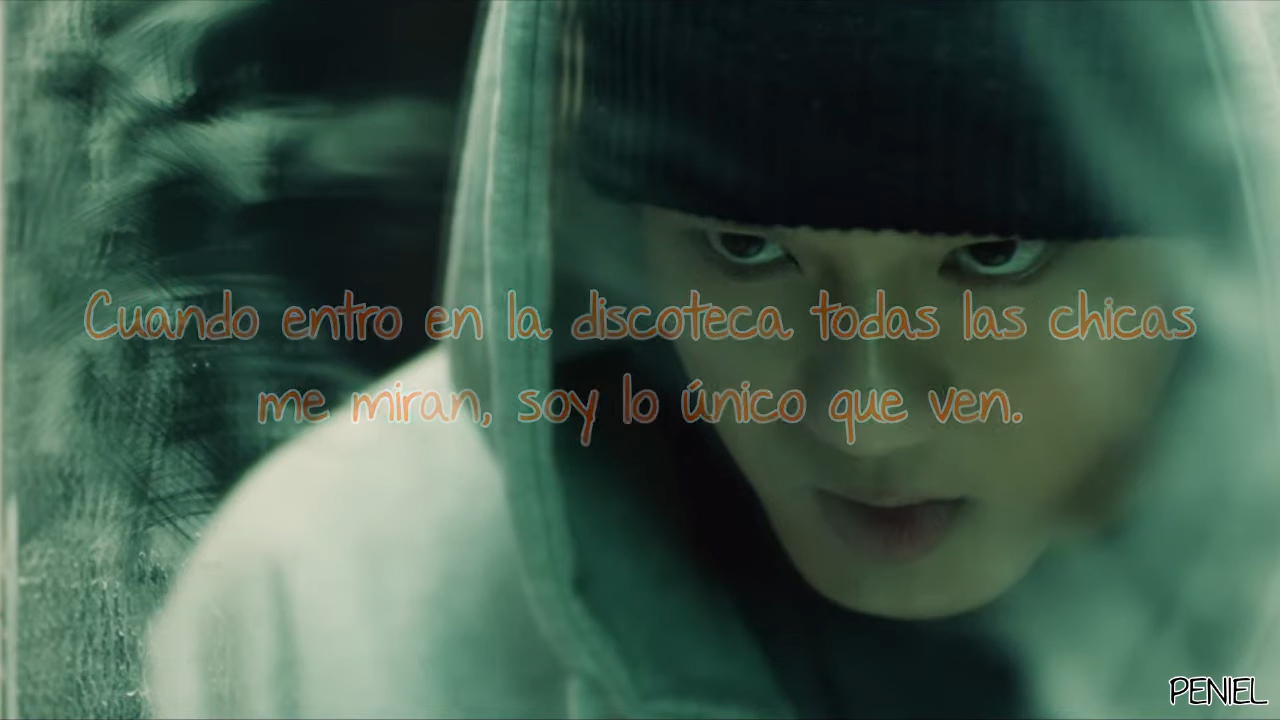 Cuando entro en la discoteca todas las chicas
me miran, soy lo único que ven.
PENIEL